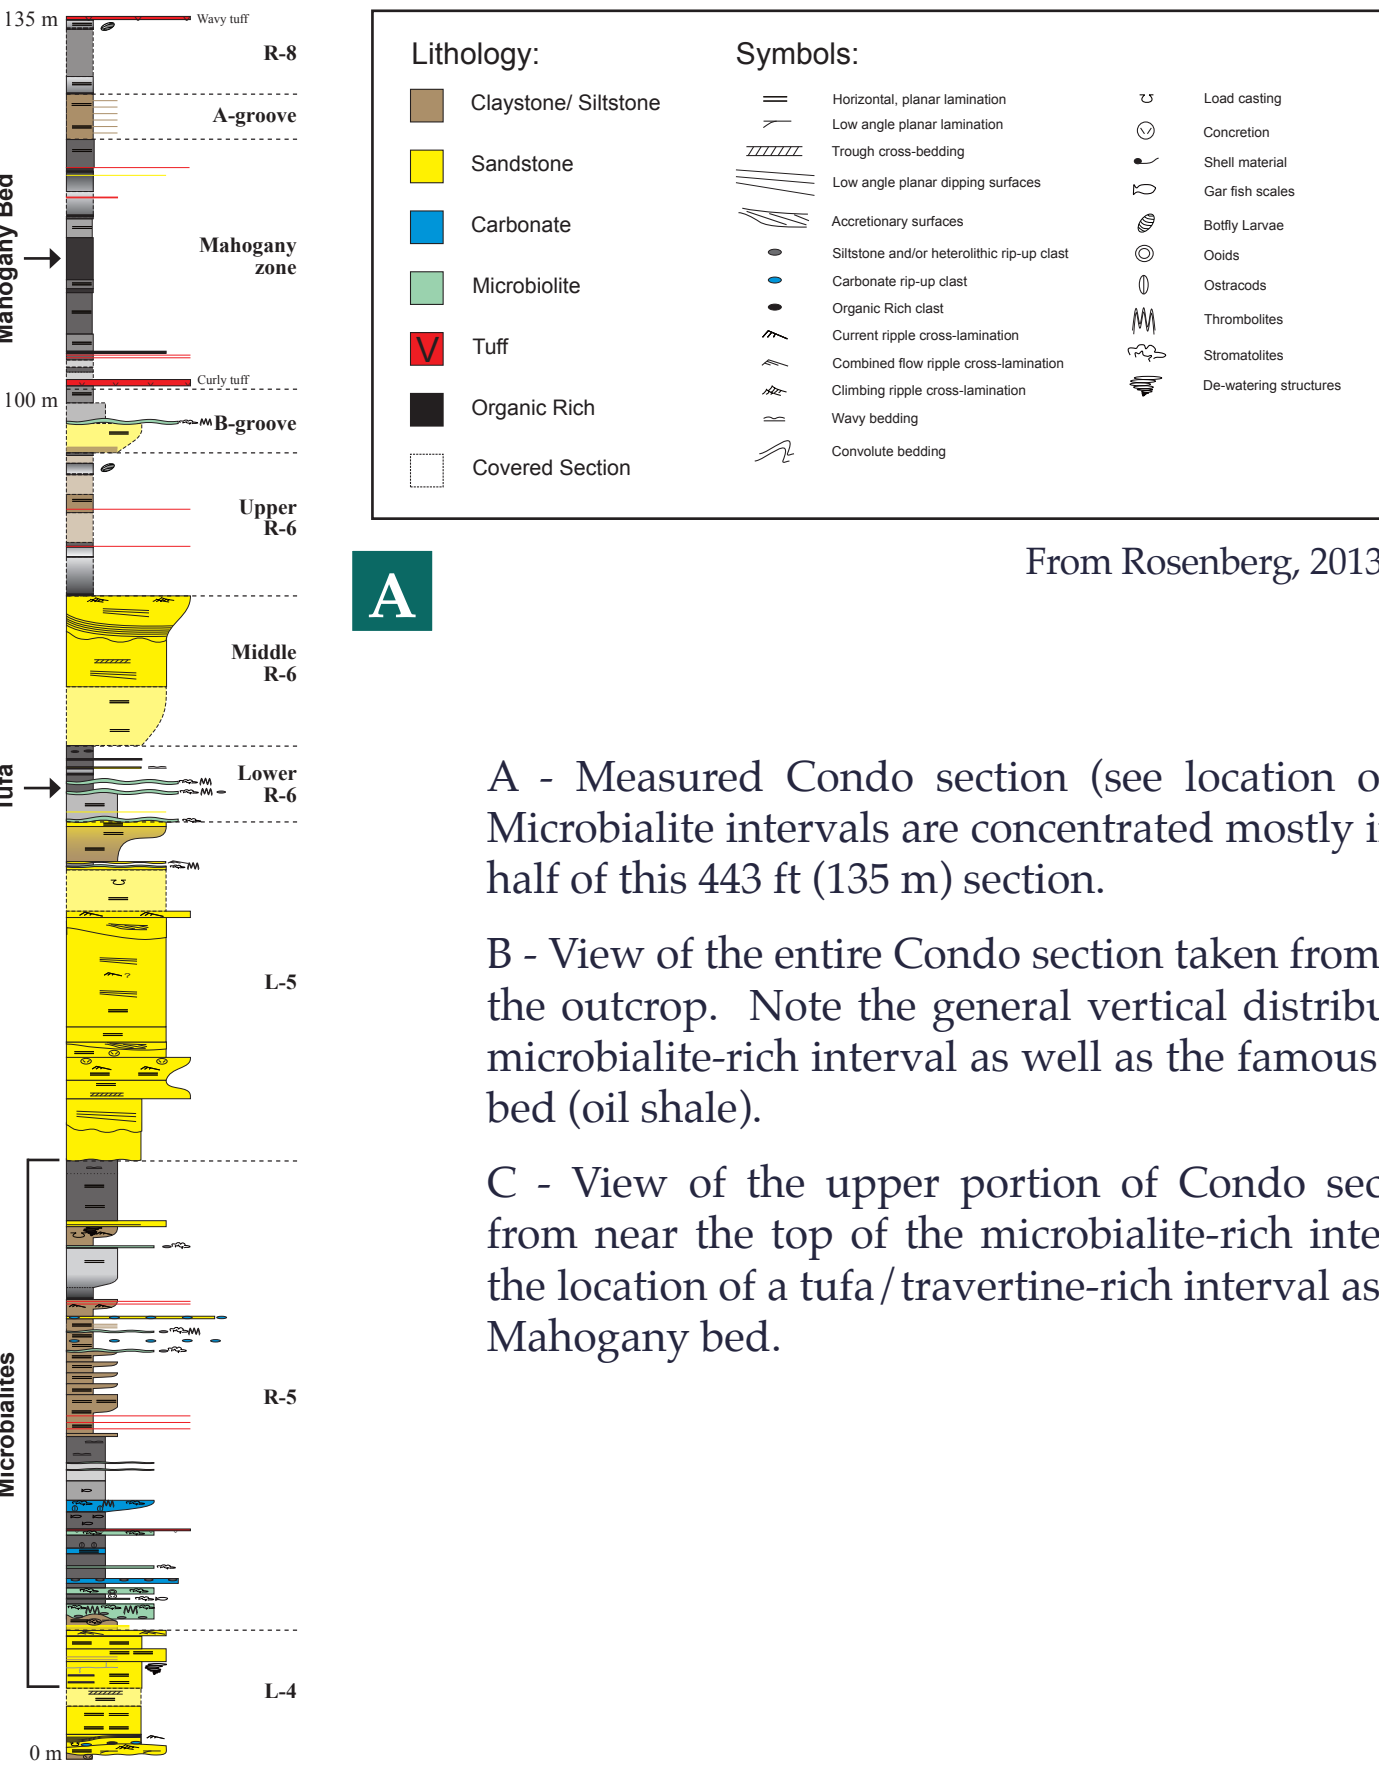 135 m
Wavy tuff
R-8
A-groove
Mahogany Bed
Mahogany
zone
Curly tuff
100 m
B-groove
Upper
R-6
Middle
R-6
Tufa
Lower
R-6
L-5
Microbialites
R-5
L-4
0 m
Lithology:
Claystone/ Siltstone
Sandstone
Carbonate
Microbiolite
V
Tuff
Organic Rich
Covered Section
Symbols:
Horizontal, planar lamination
Low angle planar lamination
Trough cross-bedding
Low angle planar dipping surfaces
Accretionary surfaces
Siltstone and/or heterolithic rip-up clast
Carbonate rip-up clast
Organic Rich clast
Current ripple cross-lamination
Combined flow ripple cross-lamination
Climbing ripple cross-lamination
Wavy bedding
Convolute bedding
Load casting
Concretion
Shell material
Gar fish scales
Botfly Larvae
Ooids
Ostracods
Thrombolites
Stromatolites
De-watering structures
From Rosenberg, 2013
A
A - Measured Condo section (see location o
Microbialite intervals are concentrated mostly i
half of this 443 ft (135 m) section.
B - View of the entire Condo section taken from
the outcrop. Note the general vertical distribu
microbialite-rich interval as well as the famous
bed (oil shale).
C - View of the upper portion of Condo sec
from near the top of the microbialite-rich inte
the location of a tufa/travertine-rich interval as
Mahogany bed.